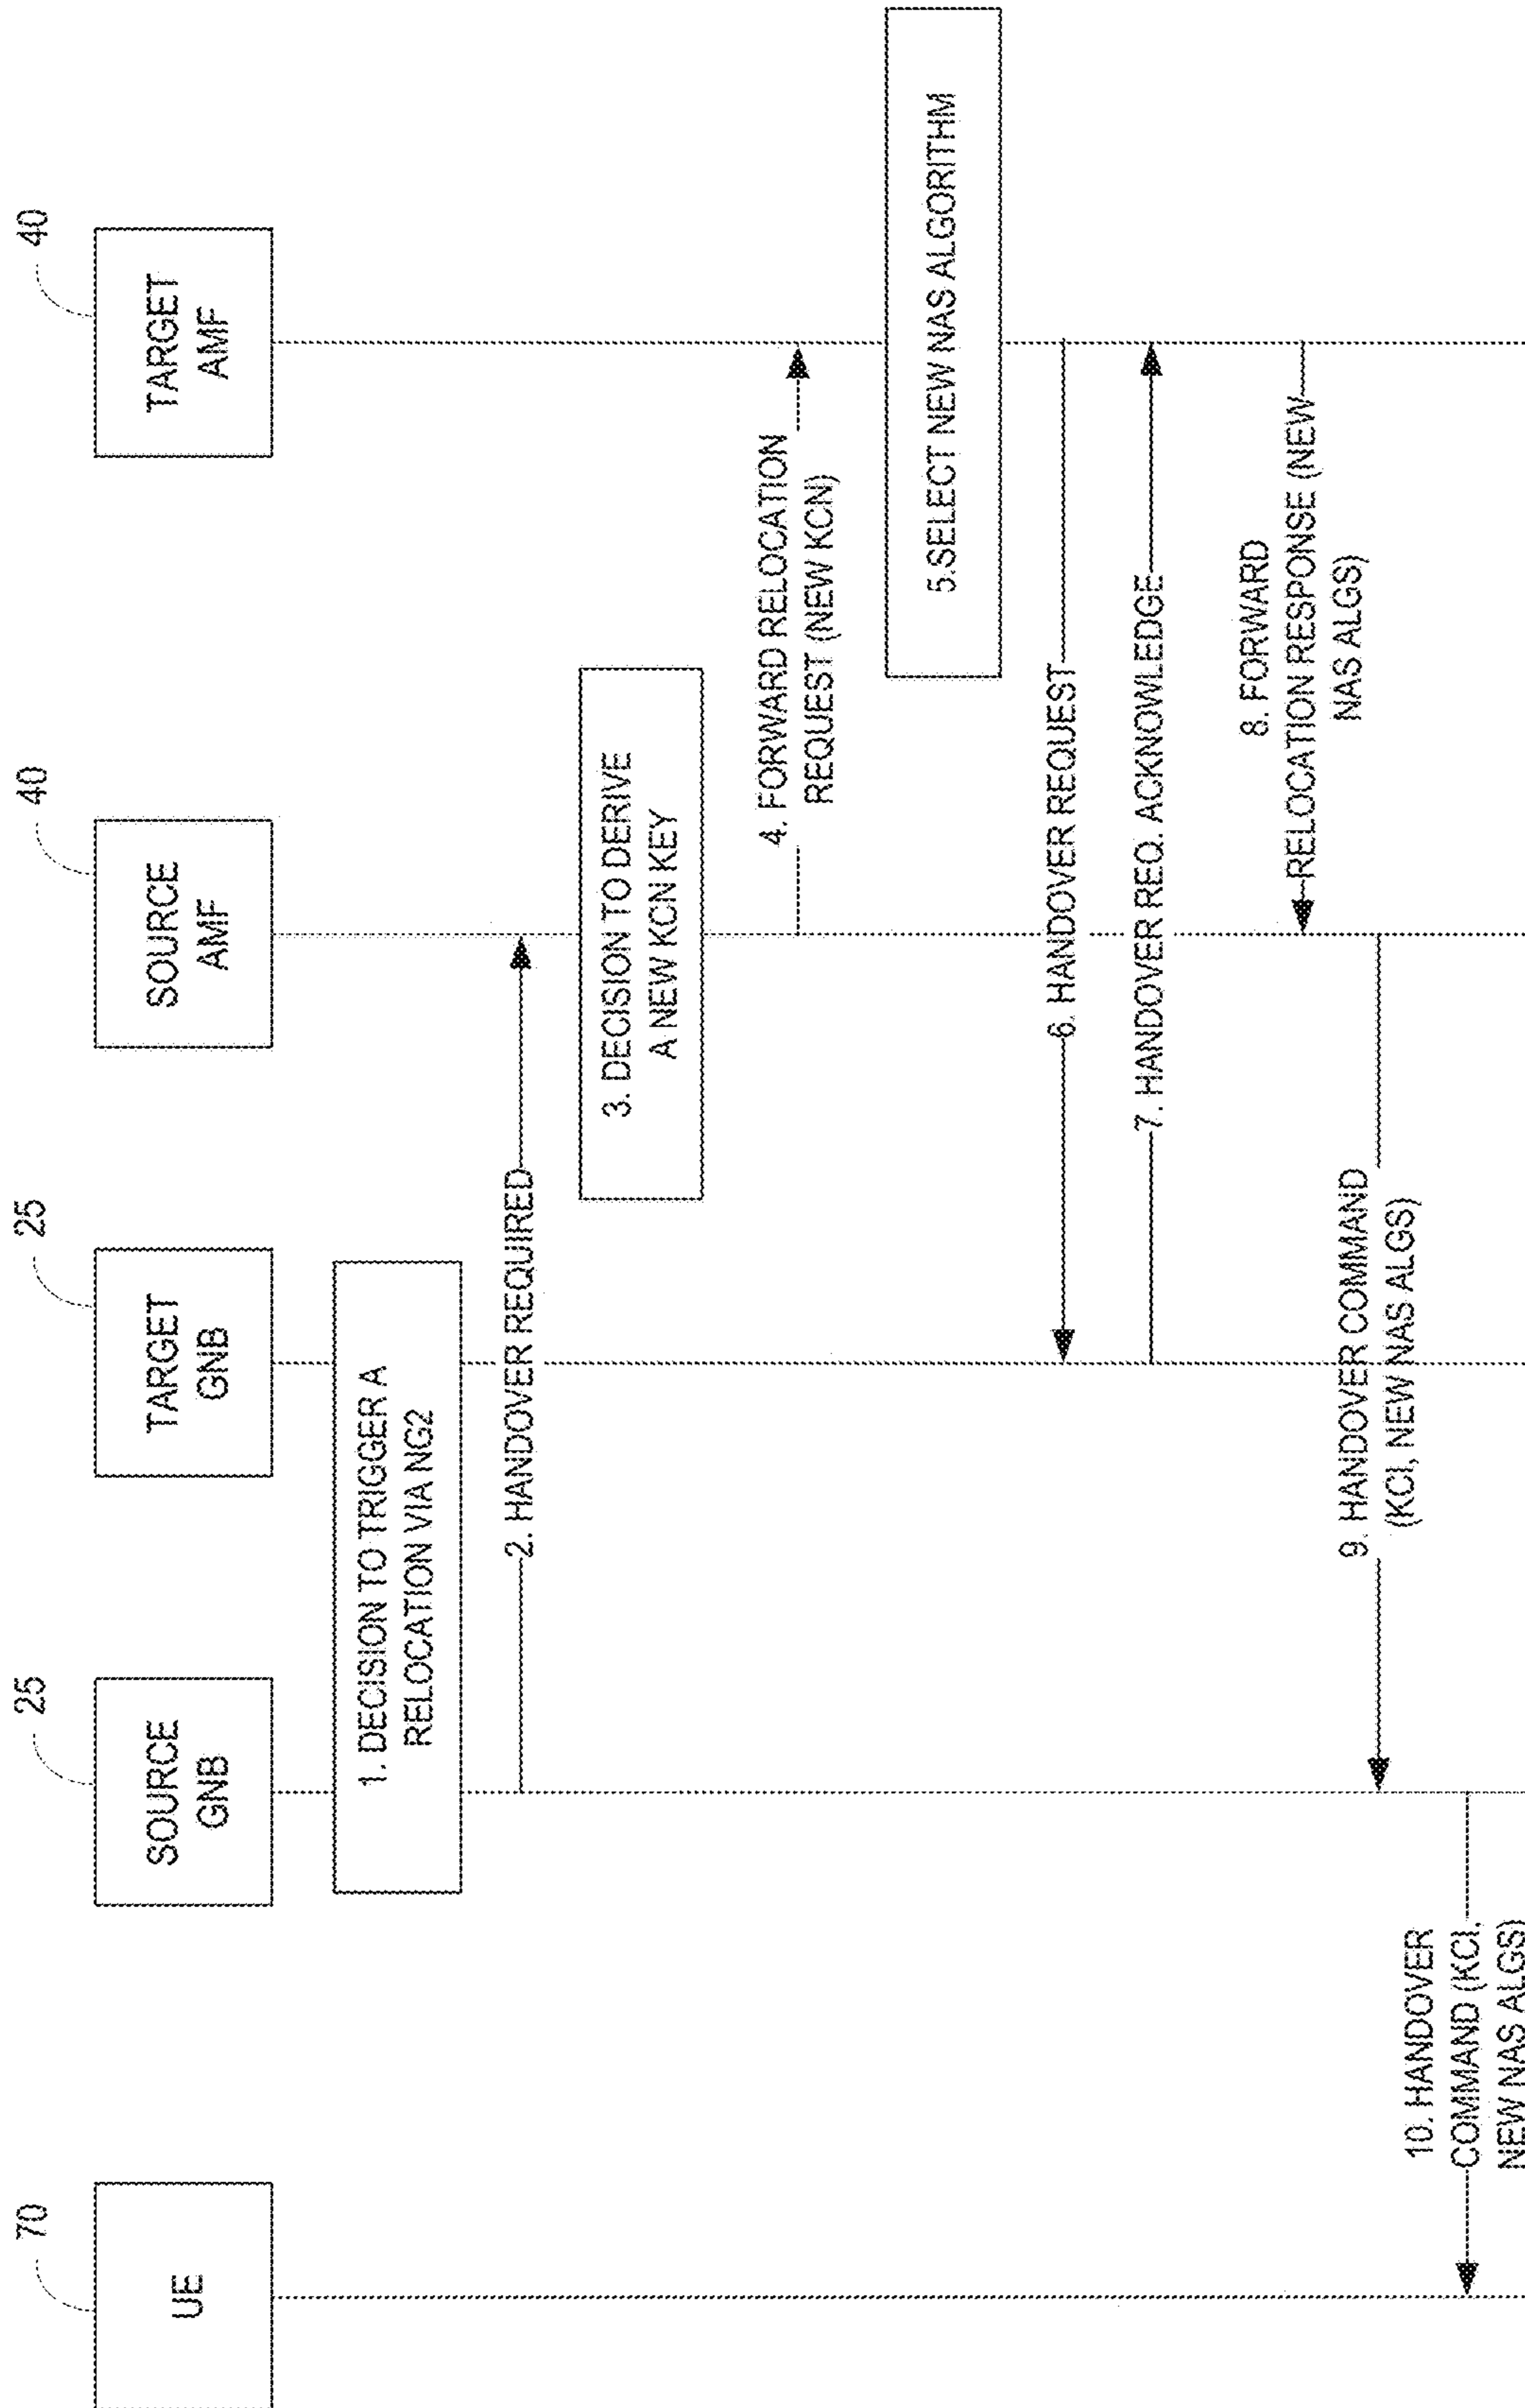 70
UE
25
SOURCE
GNB
25
TARGET
GNB
40
SOURCE
AMF
40
TARGET
AMF
1. DECISION TO TRIGGER A
RELOCATION VIA NG2
2. HANDOVER REQUIRED
3. DECISION TO DERIVE
A NEW KCN KEY
4. FORWARD RELOCATION
REQUEST (NEW KCN)
5.SELECT NEW NAS ALGORITHM
6. HANDOVER REQUEST
7. HANDOVER REQ. ACKNOWLEDGE
8. FORWARD
RELOCATION RESPONSE (NEW
NAS ALGS)
9. HANDOVER COMMAND
(KCI, NEW NAS ALGS)
10. HANDOVER
COMMAND (KCI,
NEW NAS ALGS)